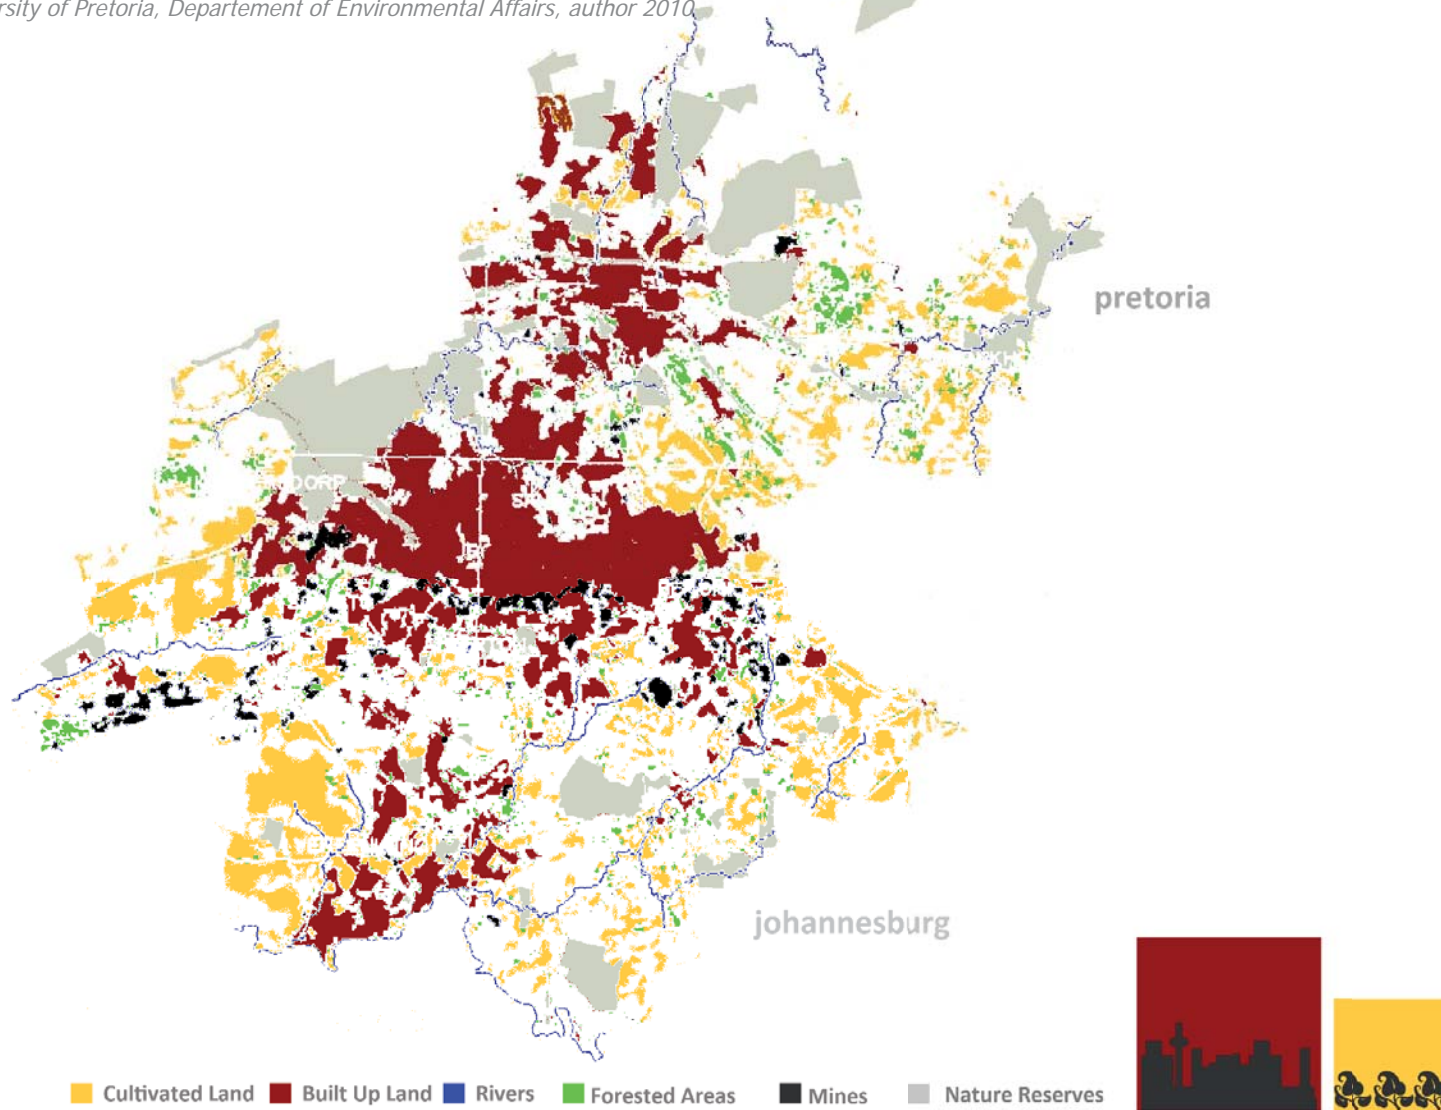 rsity of Pretoria, Departement of Environmental Affairs, author 2010
pretoria
DORP
johannesburg
Cultivated Land
Built Up Land
Rivers
Forested Areas
Mines
Nature Reserves